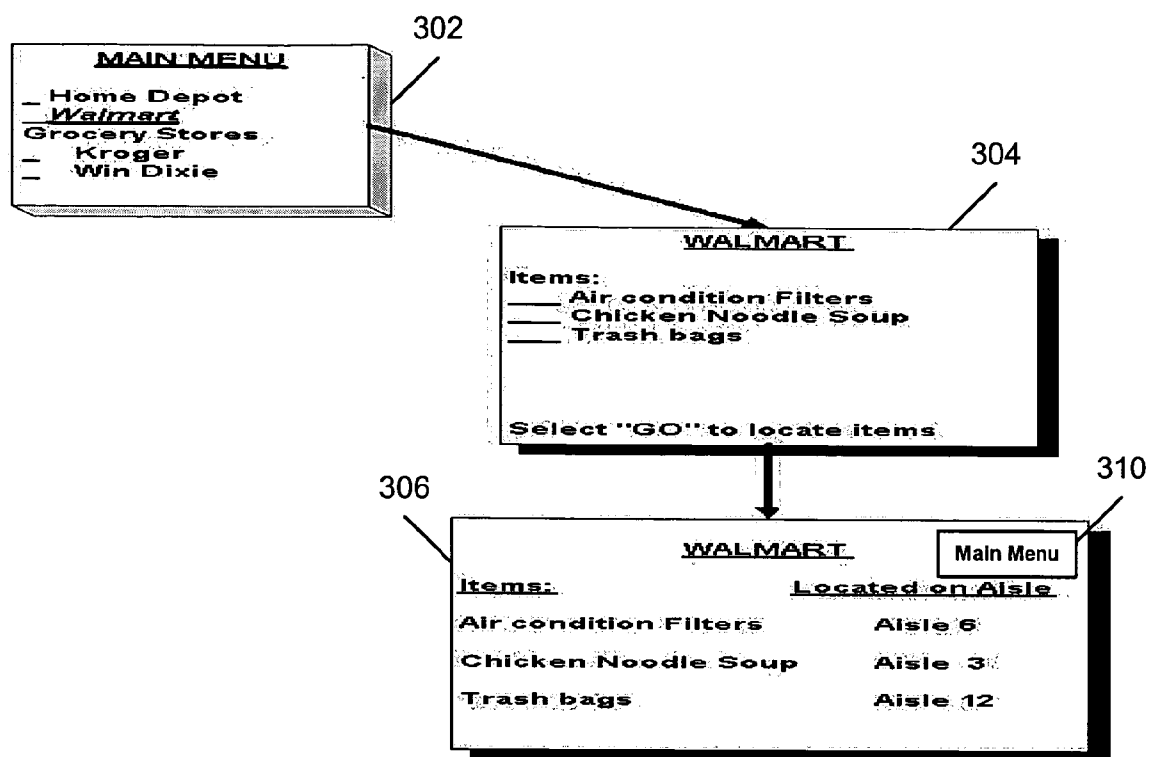 302
MAIN MENU
_ Home Depot
_ Walmart
Grocery Stores
_ Kroger
_ Win Dixie
304
WALMART
Items:
____ Air condition Filters
____ Chicken Noodle Soup
____ Trash bags
Select "GO" to locate items
306
310
WALMART
Main Menu
Items: Located on Aisle
Air condition Filters Aisle 6
Chicken Noodle Soup Aisle 3
Trash bags Aisle 12